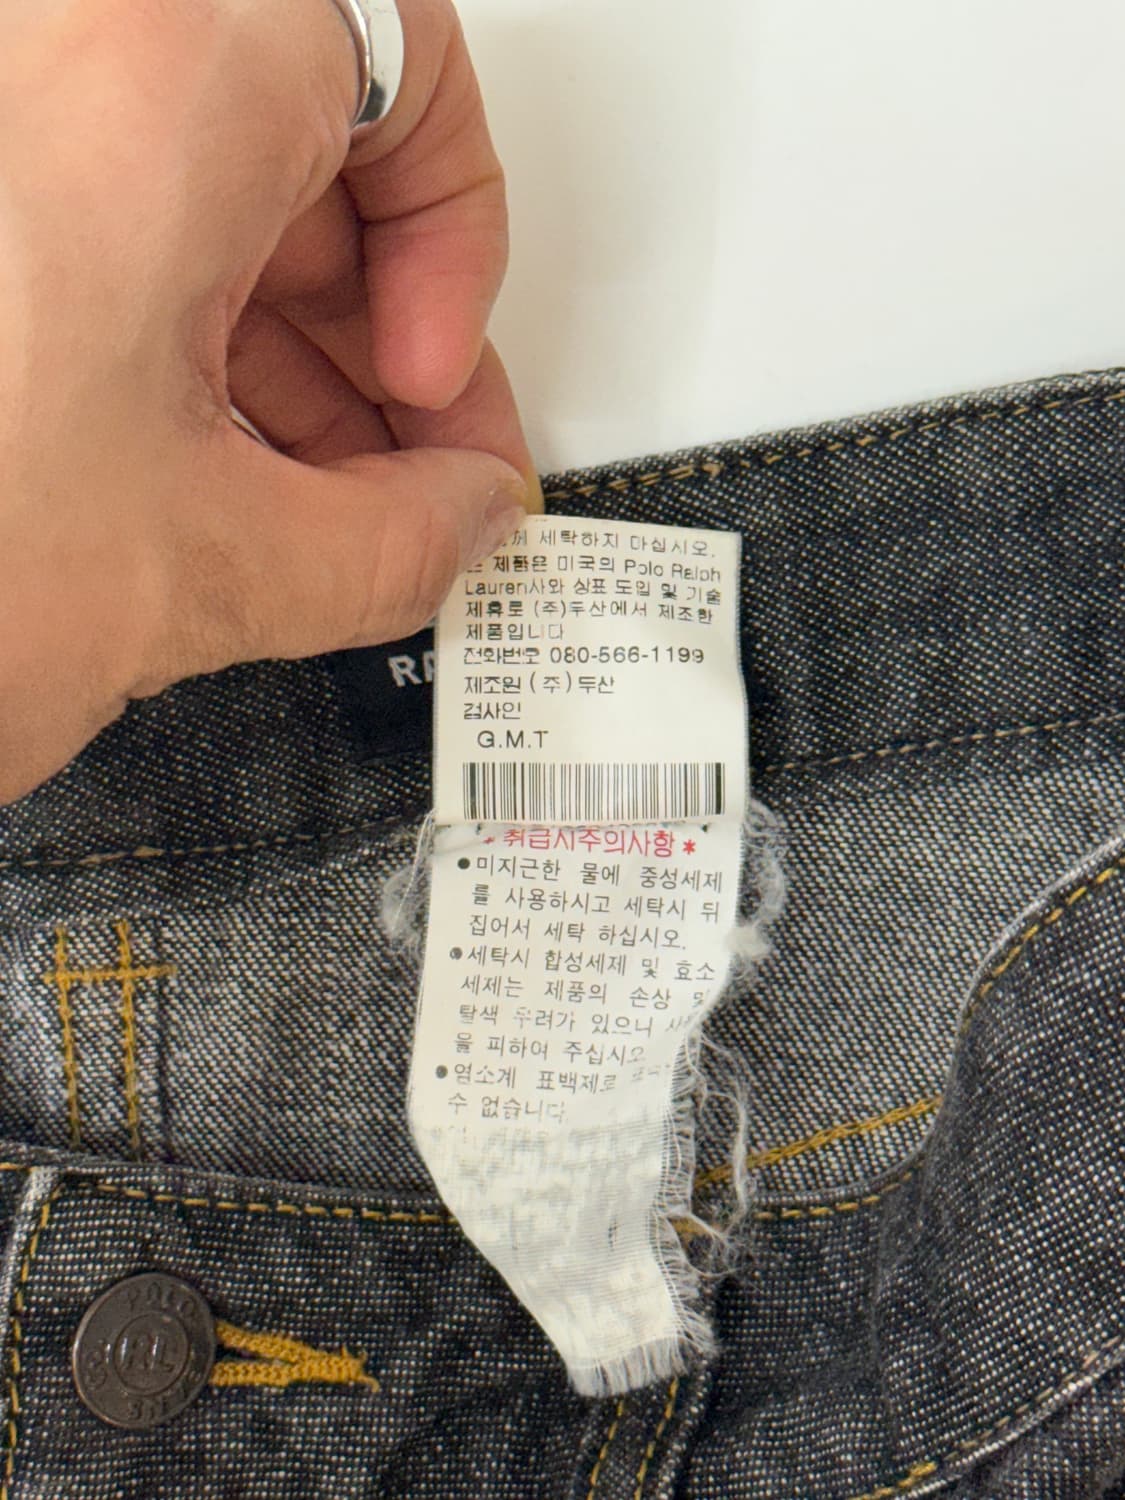 세탁하지 마십시오.
제품은 미국의 Polo Ralph
Lauren사와 상표 도입 및 기술
제휴로 (주)두산에서 제조한
제품입니다
전화번호 080-566-1199
제조원 (주)두산
검사인
G.M.T
* 취급시주의사항 *
● 미지근한 물에 중성세제
를 사용하시고 세탁시 뒤
집어서 세탁 하십시오.
● 세탁시 합성세제 및 효소
세제는 제품의 손상 및
탈색 우려가 있으니
을 피하여 주십시오
● 염소계 표백제로
수 없습니다
RA
POLO
RL